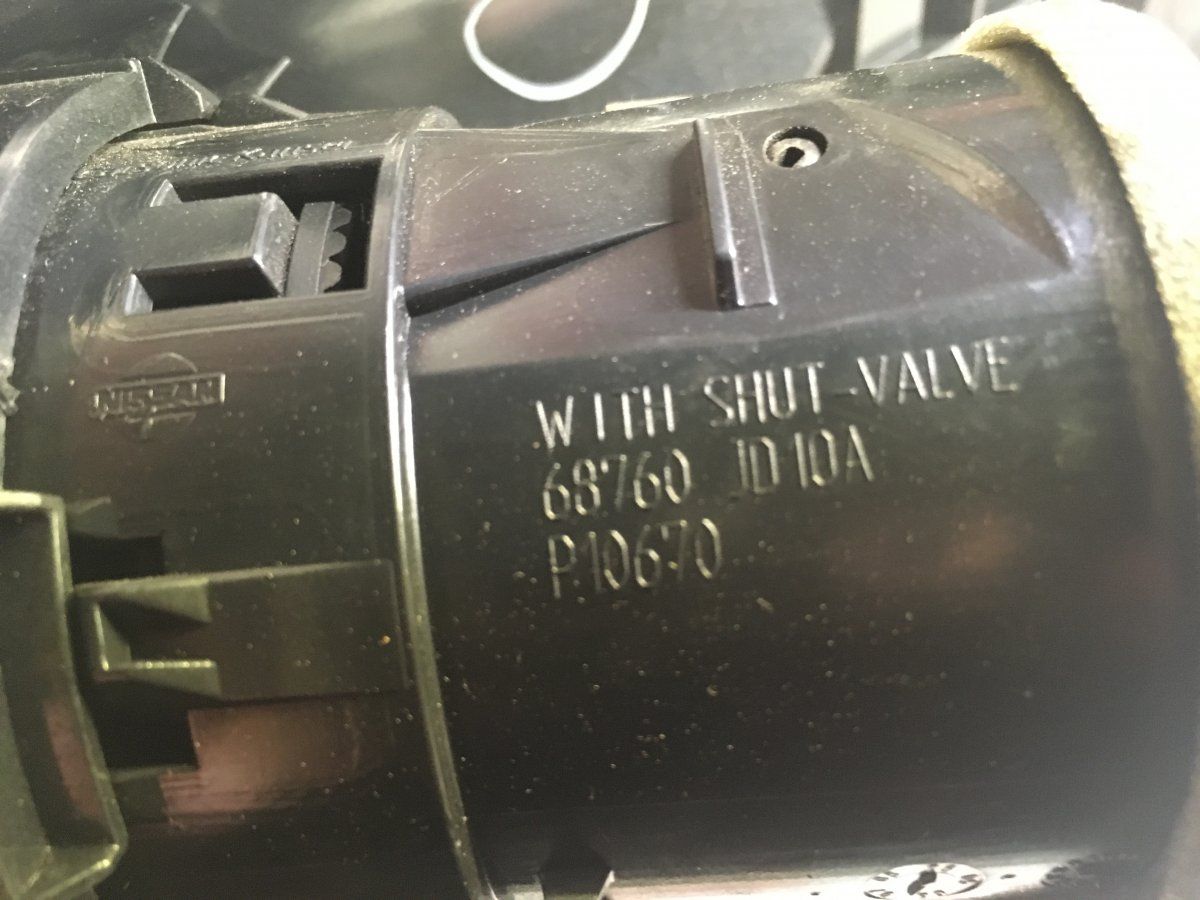 NISSAN
WITH SHUT-VALVE
68760 JD10A
P10670